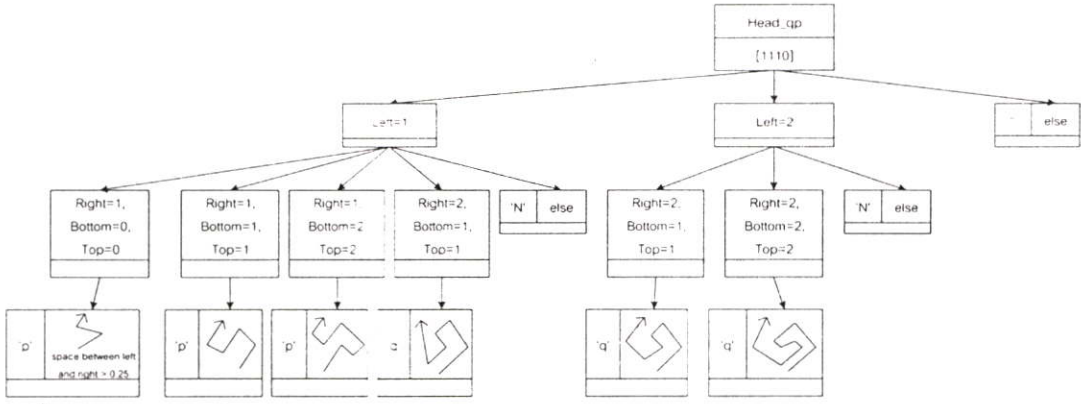 Head_qp
[1110]
Left=1
Left=2
else
Right=1,
Bottom=0,
Top=0
Right=1,
Bottom=1,
Top=1
Right=1
Bottom=2
Top=2
Right=2,
Bottom=1,
Top=1
'N' else
Right=2,
Bottom=1,
Top=1
Right=2,
Bottom=2,
Top=2
'N' else
'p'
space between left
and right > 0.25
'p'
'p'
'q'
'q'